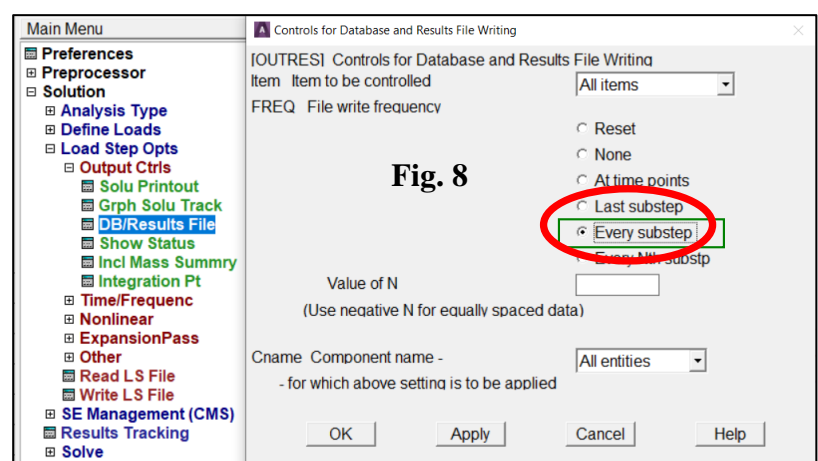 Main Menu
Preferences
Preprocessor
Solution
Analysis Type
Define Loads
Load Step Opts
Output Ctrls
Solu Printout
Grph Solu Track
DB/Results File
Show Status
Incl Mass Summry
Integration Pt
Time/Frequenc
Nonlinear
ExpansionPass
Other
Read LS File
Write LS File
SE Management (CMS)
Results Tracking
Solve
Controls for Database and Results File Writing
[OUTRES] Controls for Database and Results File Writing
Item Item to be controlled
All items
FREQ File write frequency
Reset
None
At time points
Last substep
Every substep
Every Nth substp
Fig. 8
Value of N
(Use negative N for equally spaced data)
Cname Component name -
All entities
- for which above setting is to be applied
OK Apply Cancel Help